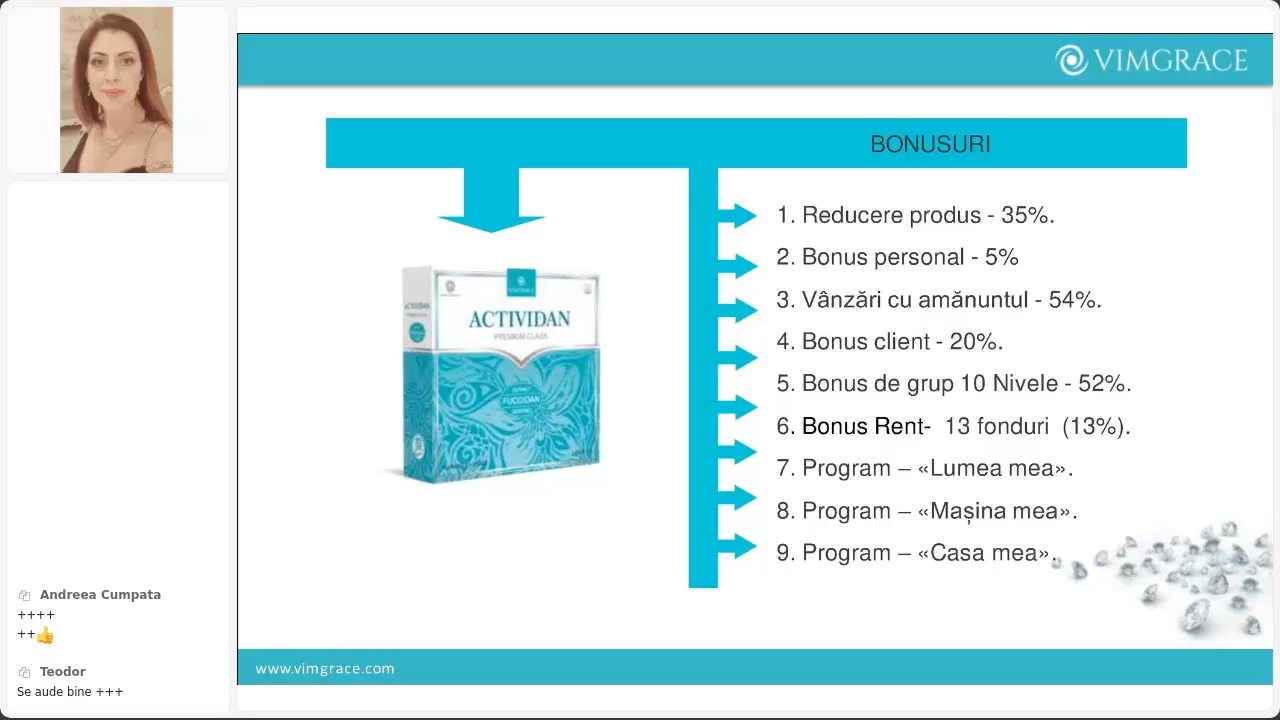 VIMGRACE
BONUSURI
1. Reducere produs - 35%.
2. Bonus personal - 5%
3. Vânzări cu amănuntul - 54%.
4. Bonus client - 20%.
5. Bonus de grup 10 Nivele - 52%.
6. Bonus Rent- 13 fonduri (13%).
7. Program – «Lumea mea».
8. Program – «Mașina mea».
9. Program – «Casa mea».
VIMGRACE
ACTIVIDAN
PREMIUM CLASS
FUCOIDAN
ACTIVIDAN
Andreea Cumpata
++++
++👍
Teodor
Se aude bine +++
www.vimgrace.com